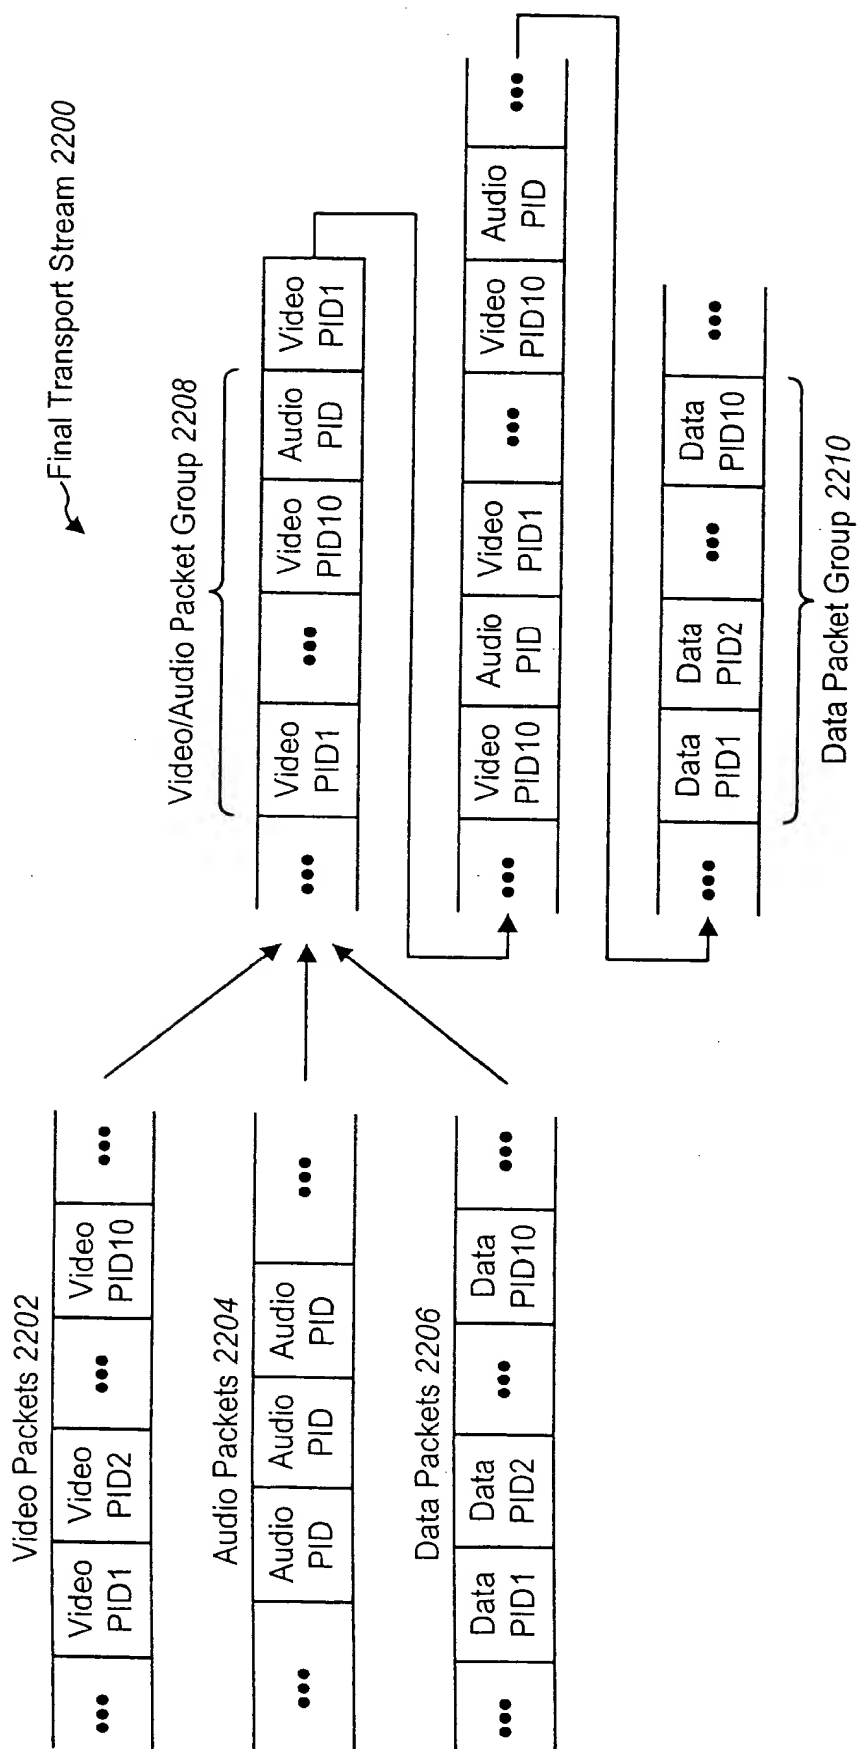 Final Transport Stream 2200
Video Packets 2202
••• Video PID1 Video PID2 ••• Video PID10 •••
Audio Packets 2204
••• Audio PID Audio PID Audio PID •••
Data Packets 2206
••• Data PID1 Data PID2 ••• Data PID10 •••
Video/Audio Packet Group 2208
••• Video PID1 ••• Video PID10 Audio PID Video PID1
••• Video PID10 Audio PID Video PID1 ••• Video PID10 Audio PID •••
••• Data PID1 Data PID2 ••• Data PID10 •••
Data Packet Group 2210